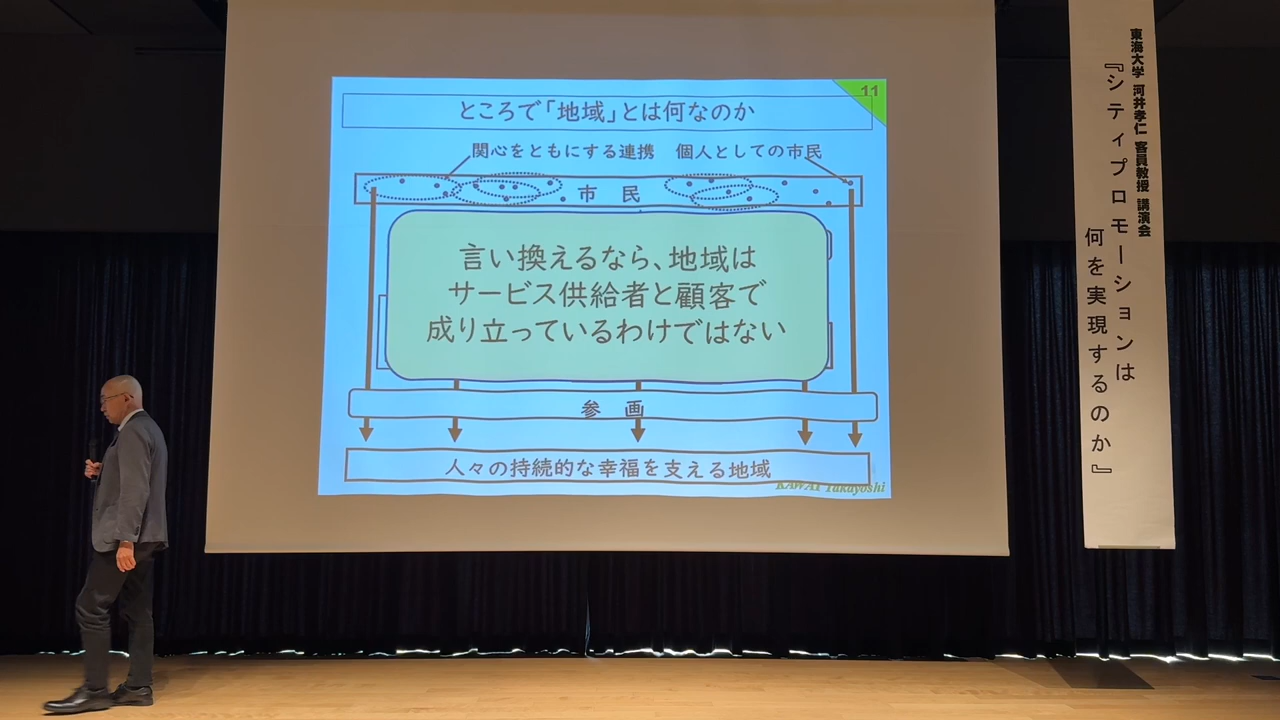 11
ところで「地域」とは何なのか
関心をともにする連携　個人としての市民
市　民
言い換えるなら、地域は
サービス供給者と顧客で
成り立っているわけではない
参　画
人々の持続的な幸福を支える地域
KAWAI Takayoshi
東海大学 河井孝仁 客員教授 講演会
『シティプロモーションは
何を実現するのか』